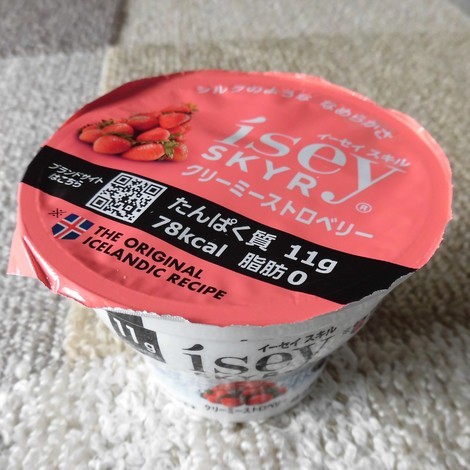 シルクのような なめらかさ
ísey
イーセイ スキル
SKYR®
クリーミーストロベリー
ブランドサイト
はこちら
たんぱく質 11g
78kcal 脂肪0
※
THE ORIGINAL
ICELANDIC RECIPE
11g
イーセイ スキル
ísey
SKYR
クリーミーストロベリー